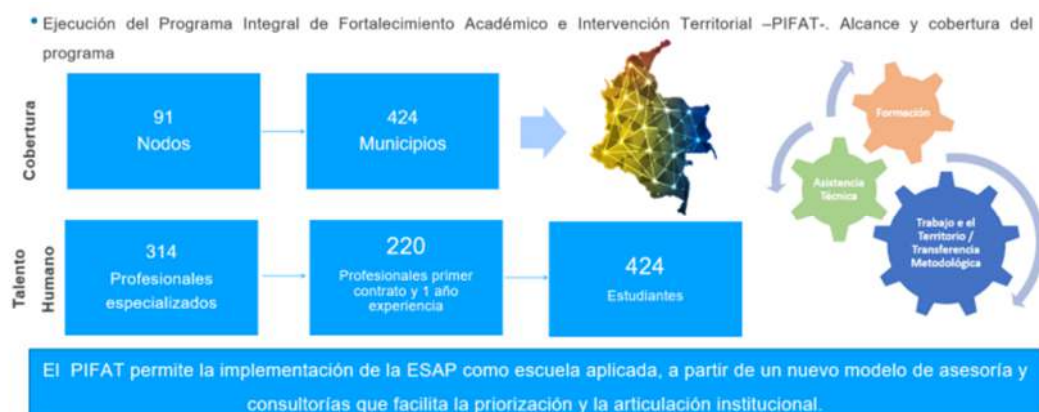 • Ejecución del Programa Integral de Fortalecimiento Académico e Intervención Territorial –PIFAT-. Alcance y cobertura del
programa
Cobertura
91
Nodos
424
Municipios
Formación
Asistencia
Técnica
Trabajo e el
Territorio /
Transferencia
Metodológica
Talento
Humano
314
Profesionales
especializados
220
Profesionales primer
contrato y 1 año
experiencia
424
Estudiantes
El PIFAT permite la implementación de la ESAP como escuela aplicada, a partir de un nuevo modelo de asesoría y
consultorías que facilita la priorización y la articulación institucional.